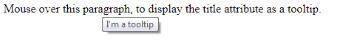 Mouse over this paragraph, to display the title attribute as a tooltip.
I'm a tooltip